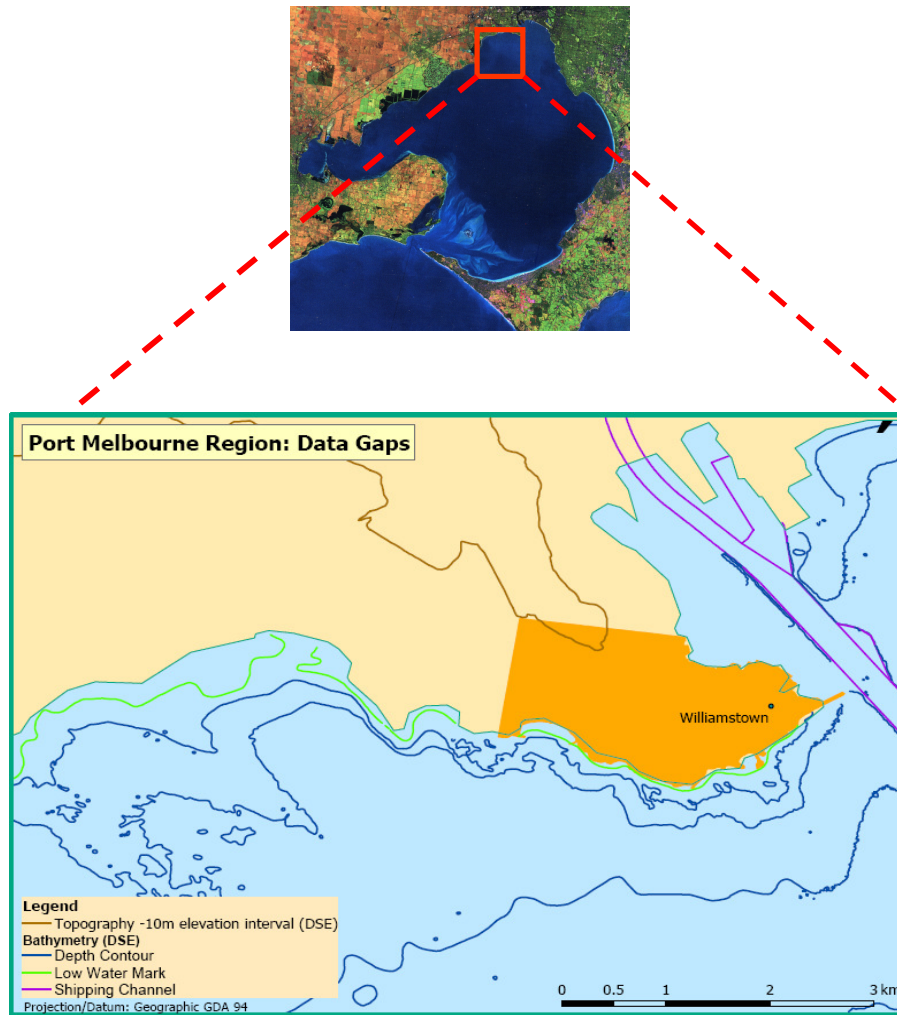 Port Melbourne Region: Data Gaps
Williamstown
Legend
Topography -10m elevation interval (DSE)
Bathymetry (DSE)
Depth Contour
Low Water Mark
Shipping Channel
Projection/Datum: Geographic GDA 94
0 0.5 1 2 3 km